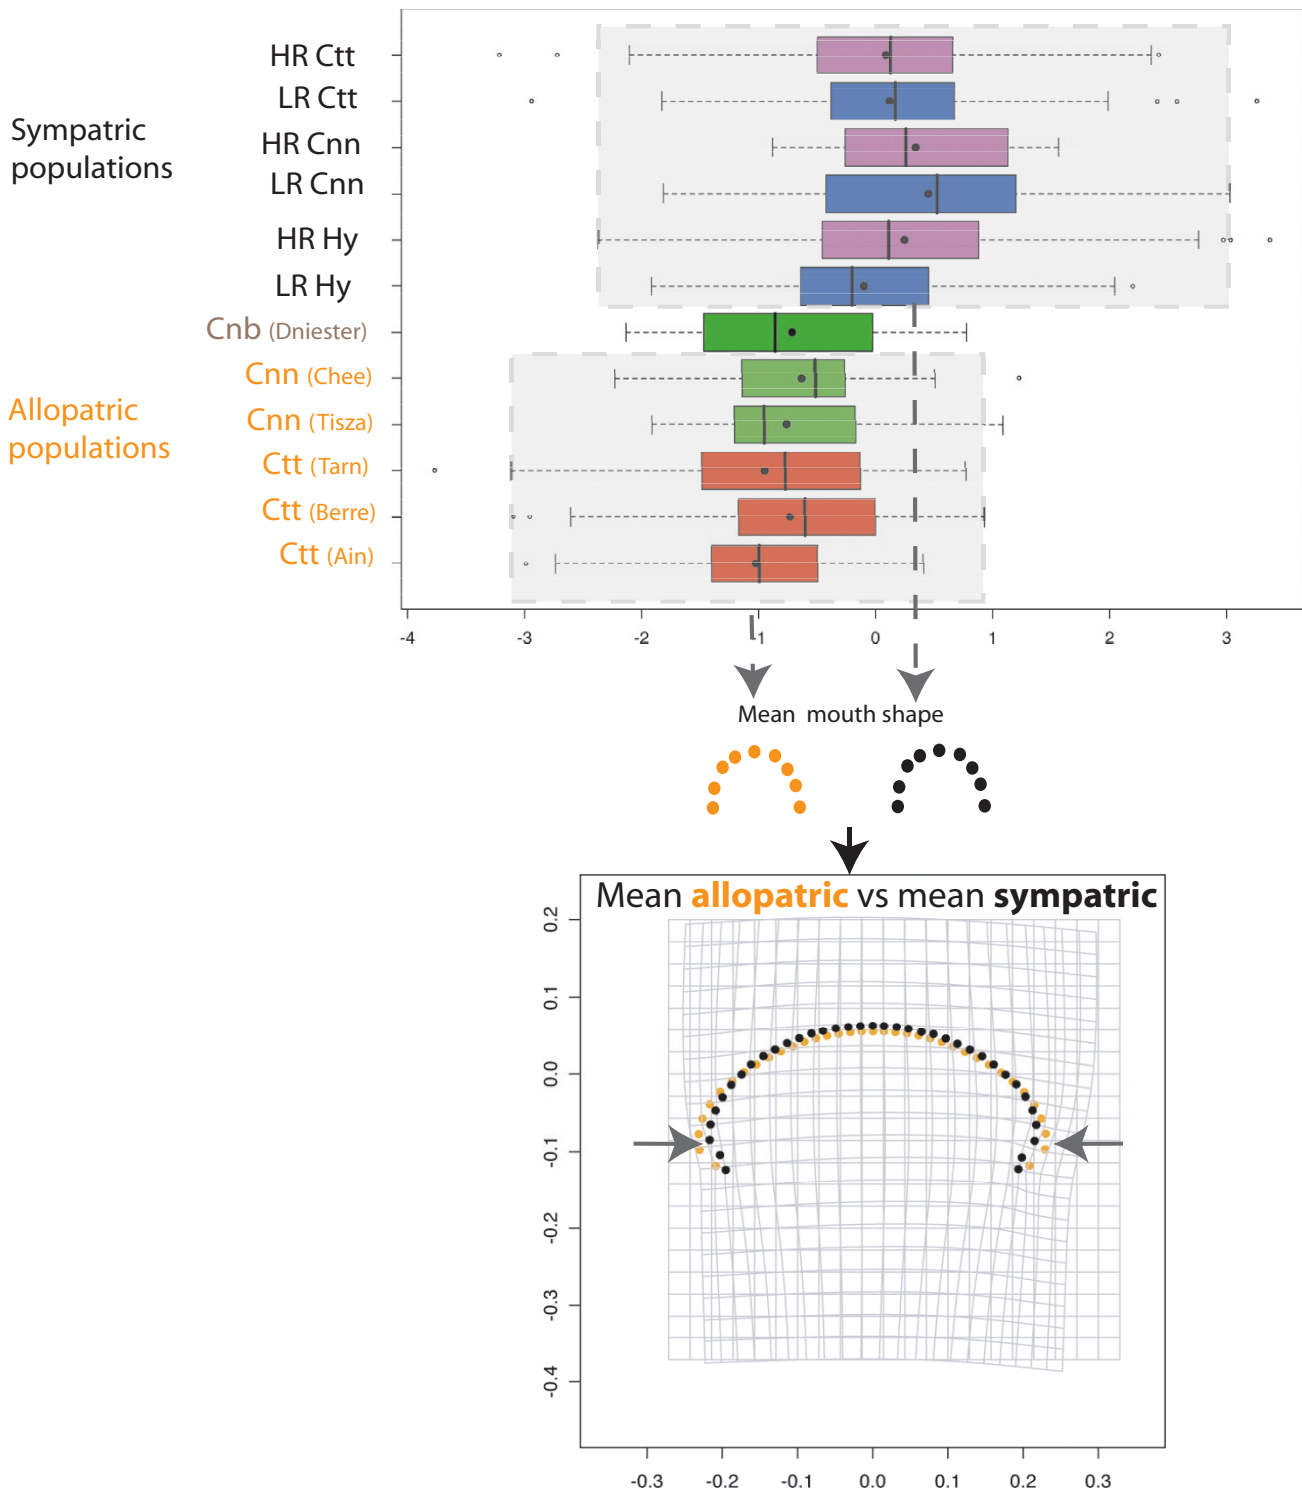 HR Ctt
LR Ctt
Sympatric
populations
HR Cnn
LR Cnn
HR Hy
LR Hy
Cnb (Dniester)
Cnn (Chee)
Allopatric
populations
Cnn (Tisza)
Ctt (Tarn)
Ctt (Berre)
Ctt (Ain)
-4 -3 -2 -1 0 1 2 3
Mean mouth shape
Mean allopatric vs mean sympatric
0.2
0.1
0.0
-0.1
-0.2
-0.3
-0.4
-0.3 -0.2 -0.1 0.0 0.1 0.2 0.3